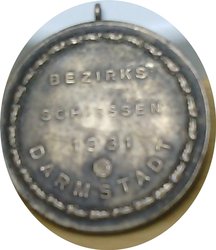 BEZIRKS
SCHIESSEN
1931
DARMSTADT